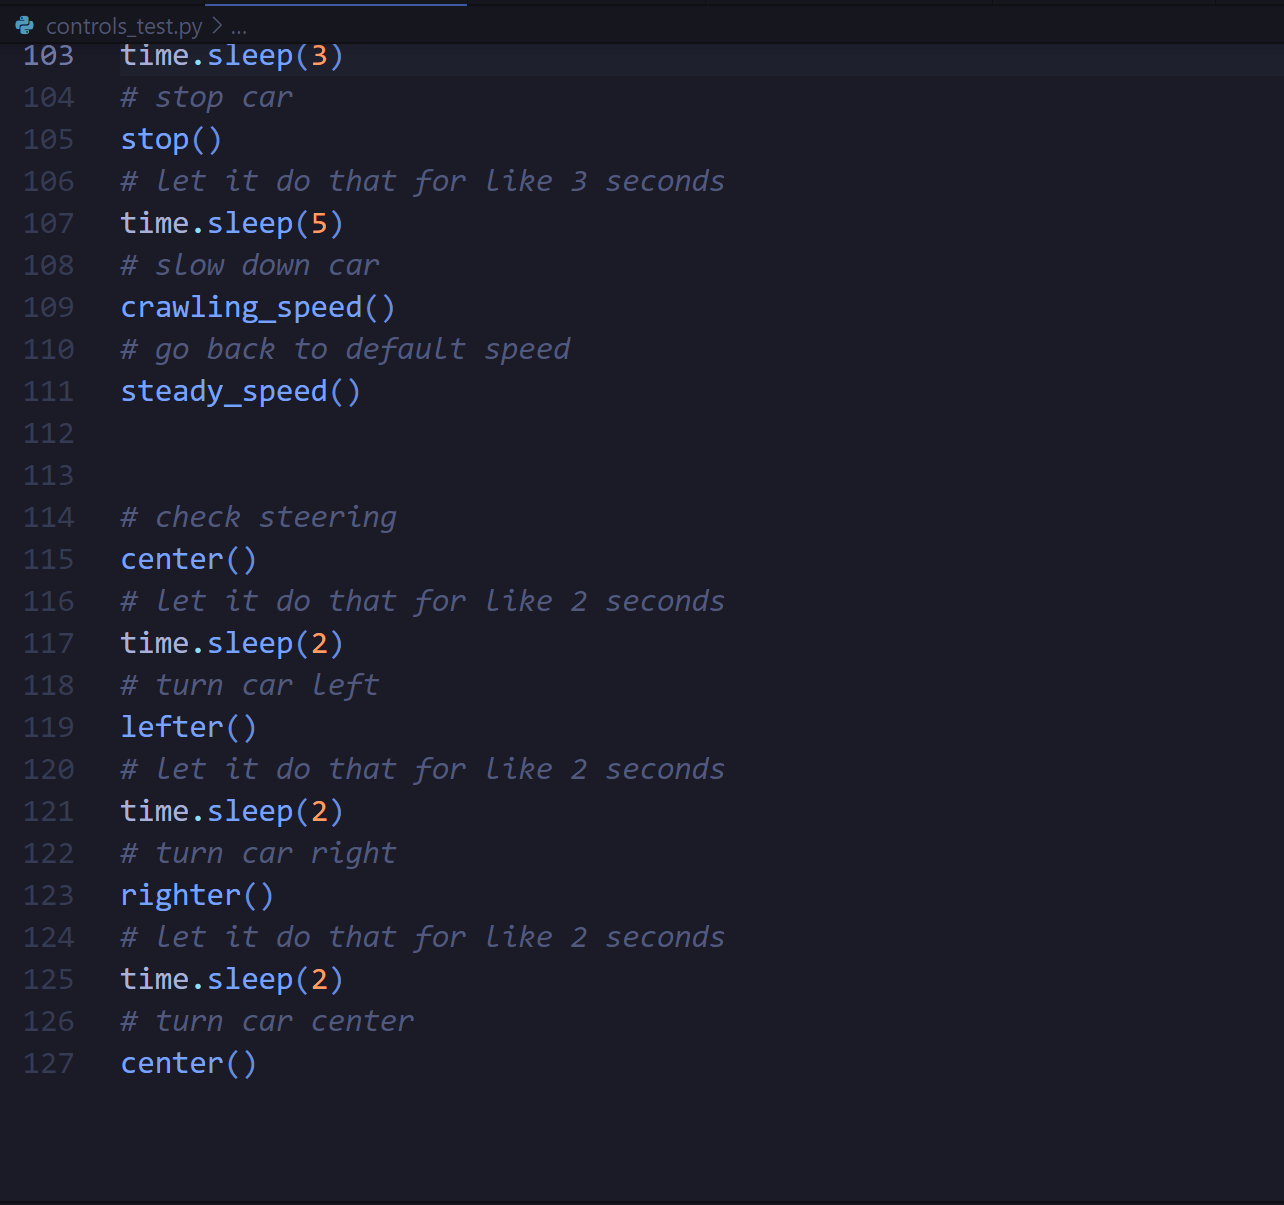 controls_test.py > ...
103 time.sleep(3)
104 # stop car
105 stop()
106 # let it do that for like 3 seconds
107 time.sleep(5)
108 # slow down car
109 crawling_speed()
110 # go back to default speed
111 steady_speed()
112
113
114 # check steering
115 center()
116 # let it do that for like 2 seconds
117 time.sleep(2)
118 # turn car left
119 lefter()
120 # let it do that for like 2 seconds
121 time.sleep(2)
122 # turn car right
123 righter()
124 # let it do that for like 2 seconds
125 time.sleep(2)
126 # turn car center
127 center()